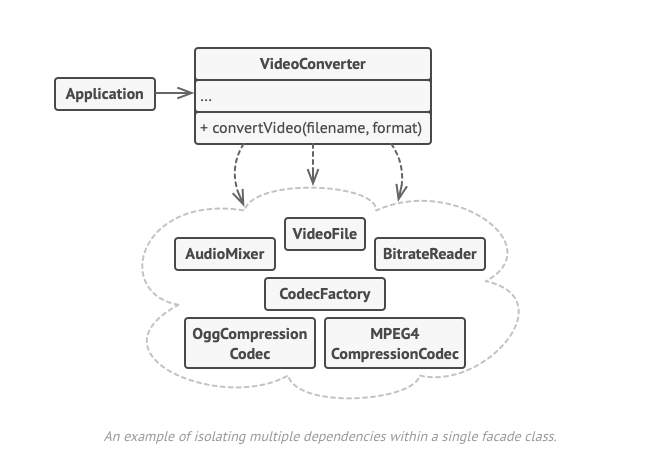 VideoConverter
Application
...
+ convertVideo(filename, format)
VideoFile
AudioMixer
BitrateReader
CodecFactory
OggCompression
Codec
MPEG4
CompressionCodec
An example of isolating multiple dependencies within a single facade class.